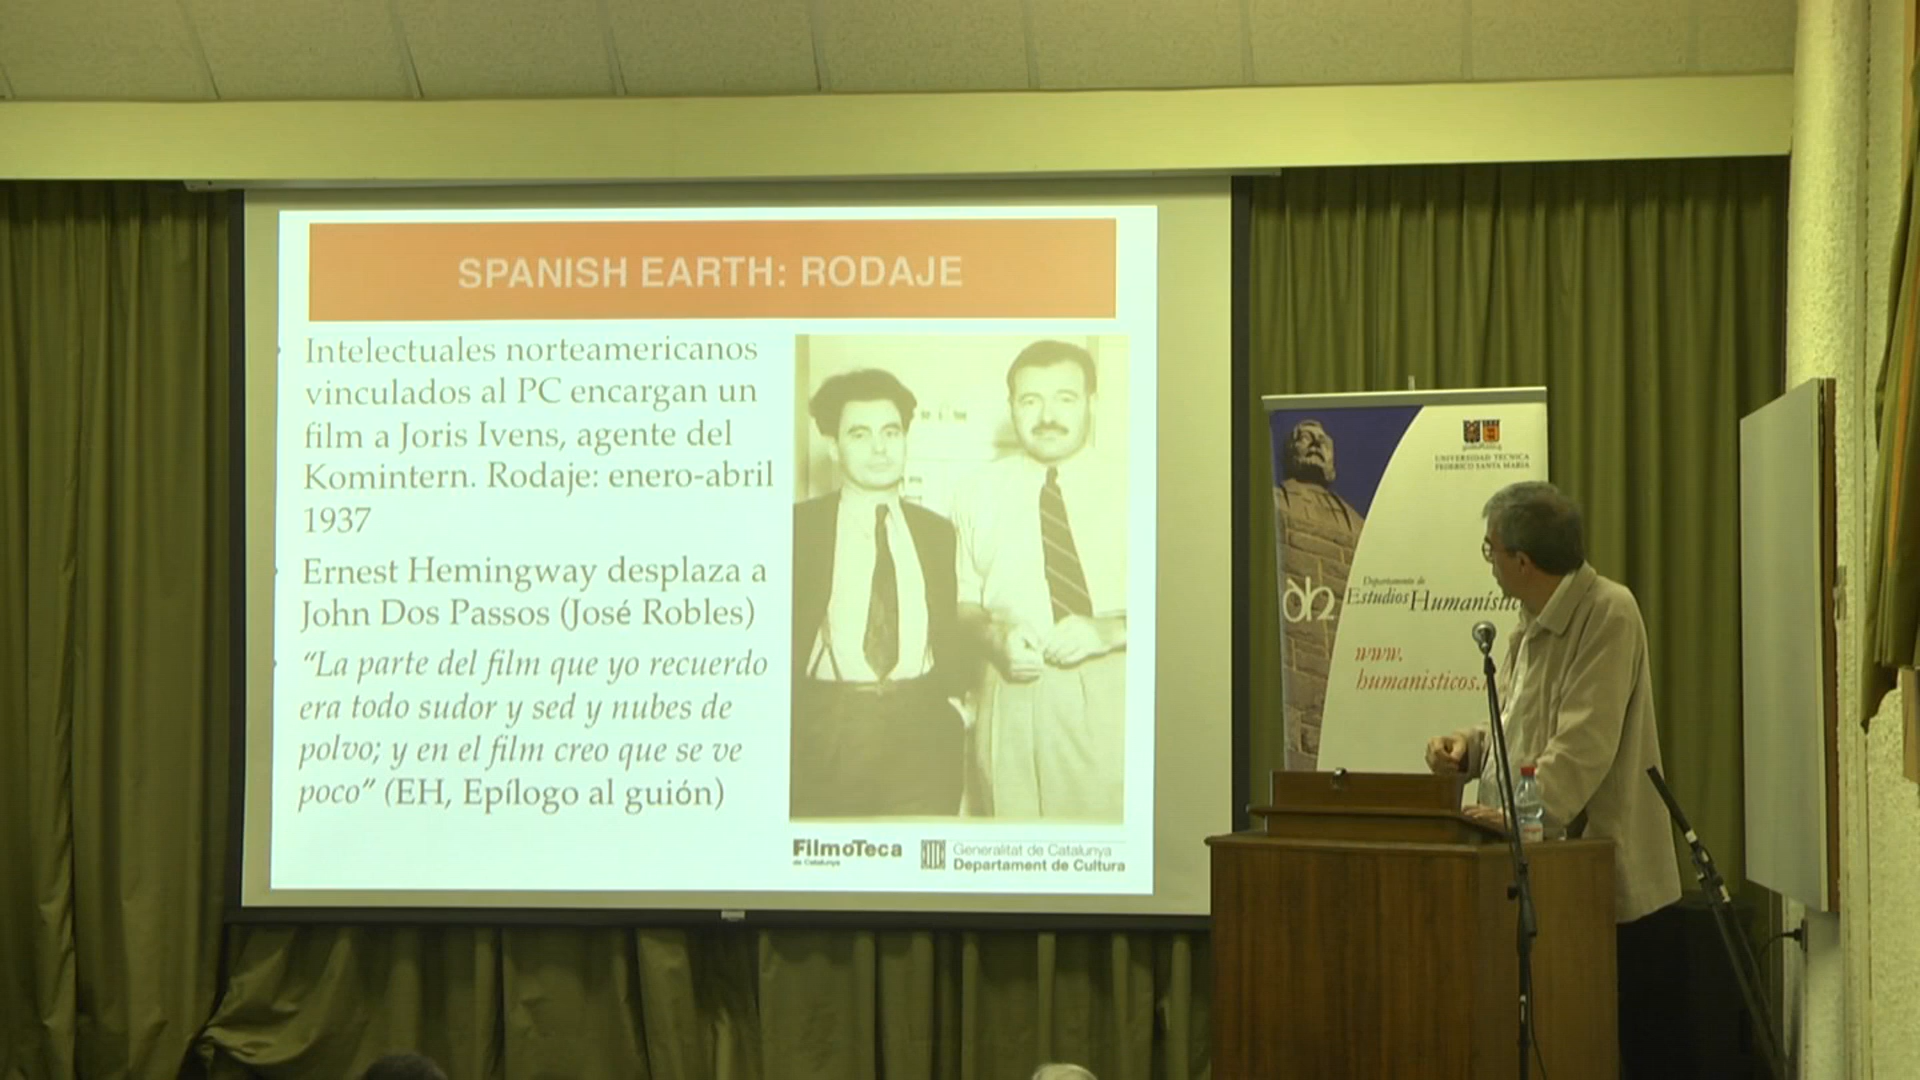 SPANISH EARTH: RODAJE
Intelectuales norteamericanos
vinculados al PC encargan un
film a Joris Ivens, agente del
Komintern. Rodaje: enero-abril
1937
Ernest Hemingway desplaza a
John Dos Passos (José Robles)
“La parte del film que yo recuerdo
era todo sudor y sed y nubes de
polvo; y en el film creo que se ve
poco” (EH, Epílogo al guión)
FilmoTeca
de Catalunya
Generalitat de Catalunya
Departament de Cultura
UNIVERSIDAD TECNICA
FEDERICO SANTA MARIA
Departamento de
Estudios Humanístic
www.
humanisticos.